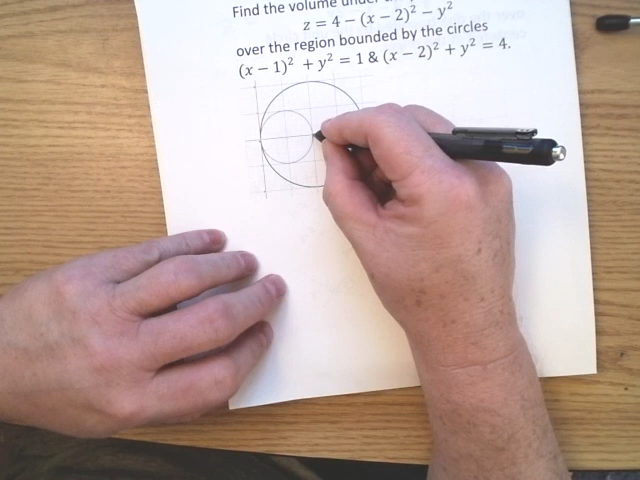 Find the volume under
z = 4 − (x − 2)² − y²
over the region bounded by the circles
(x − 1)² + y² = 1 & (x − 2)² + y² = 4.